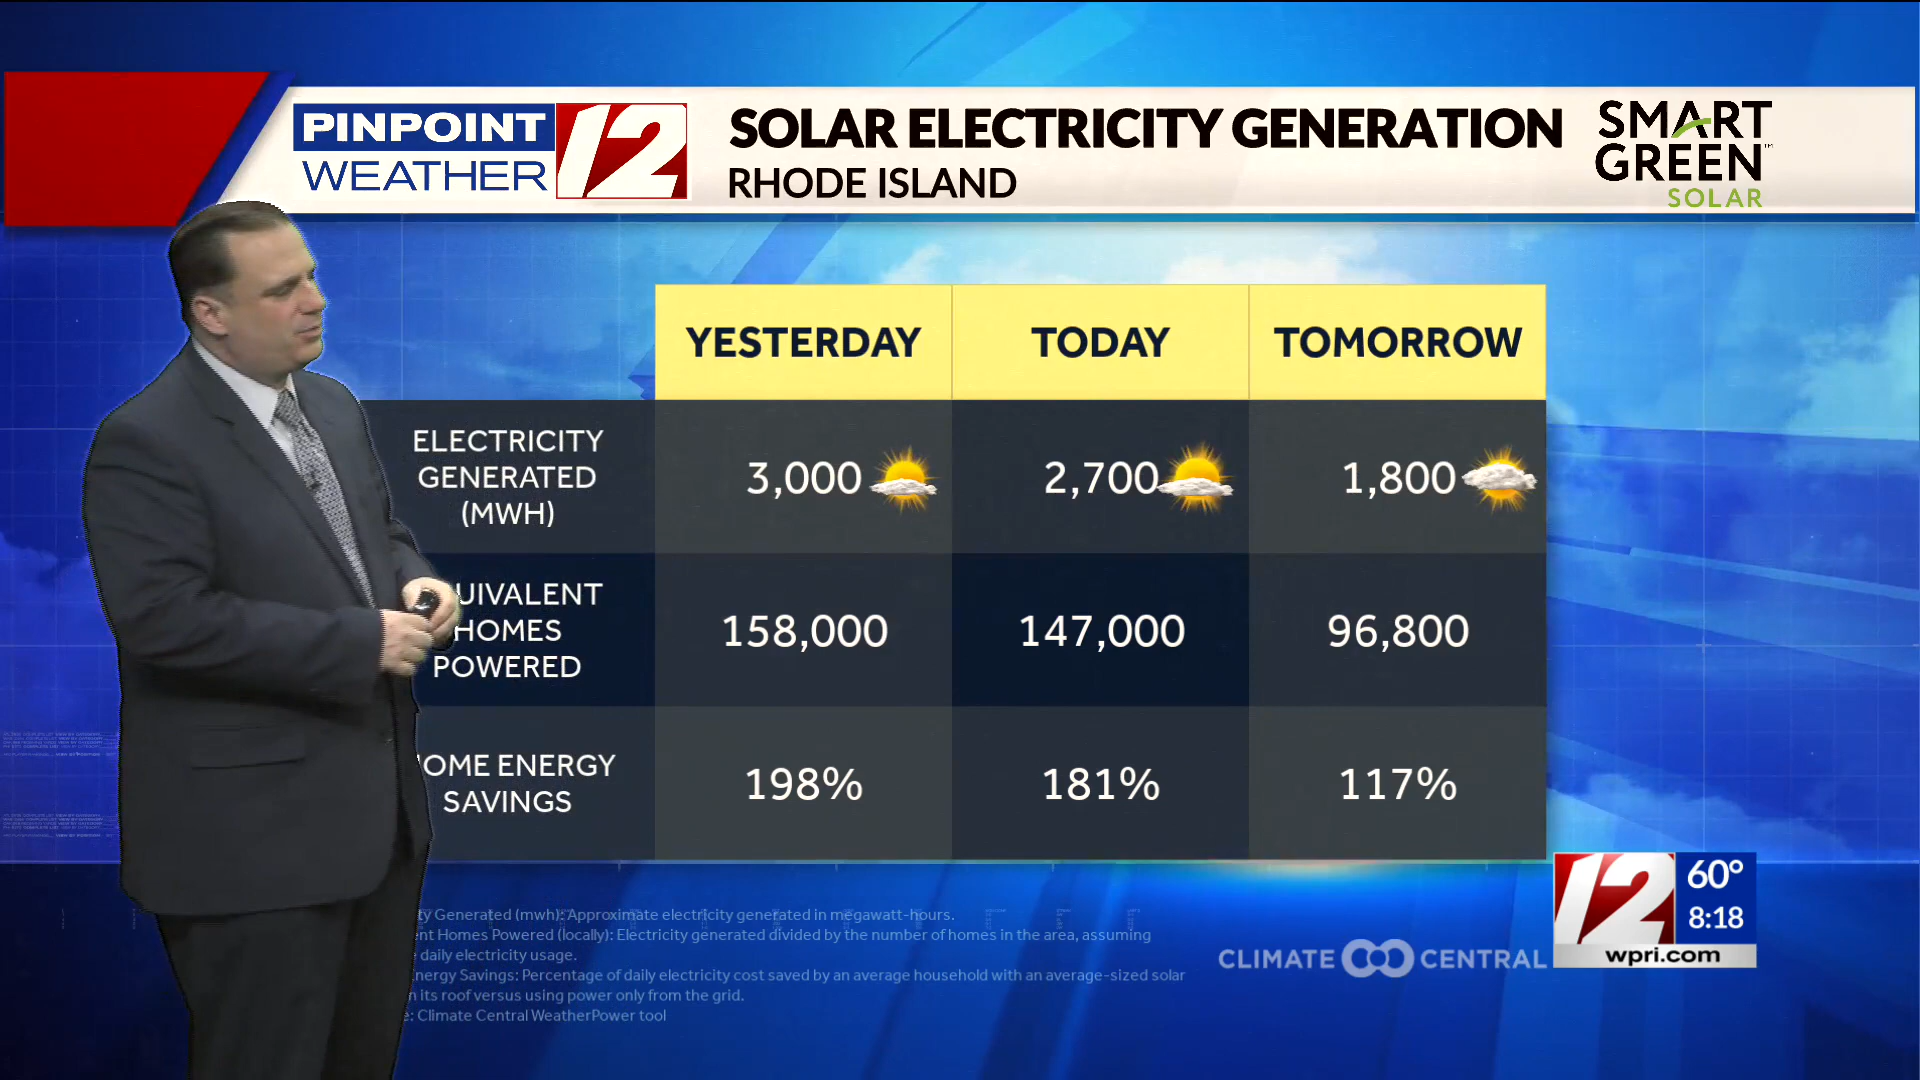 PINPOINT
WEATHER
12
SOLAR ELECTRICITY GENERATION
RHODE ISLAND
SMART
GREEN™
SOLAR
YESTERDAY TODAY TOMORROW
ELECTRICITY
GENERATED
(MWH)
3,000 2,700 1,800
UIVALENT
HOMES
POWERED
158,000 147,000 96,800
OME ENERGY
SAVINGS
198% 181% 117%
ty Generated (mwh): Approximate electricity generated in megawatt-hours.
ent Homes Powered (locally): Electricity generated divided by the number of homes in the area, assuming
daily electricity usage.
nergy Savings: Percentage of daily electricity cost saved by an average household with an average-sized solar
its roof versus using power only from the grid.
: Climate Central WeatherPower tool
CLIMATE CENTRAL
12
60°
8:18
wpri.com